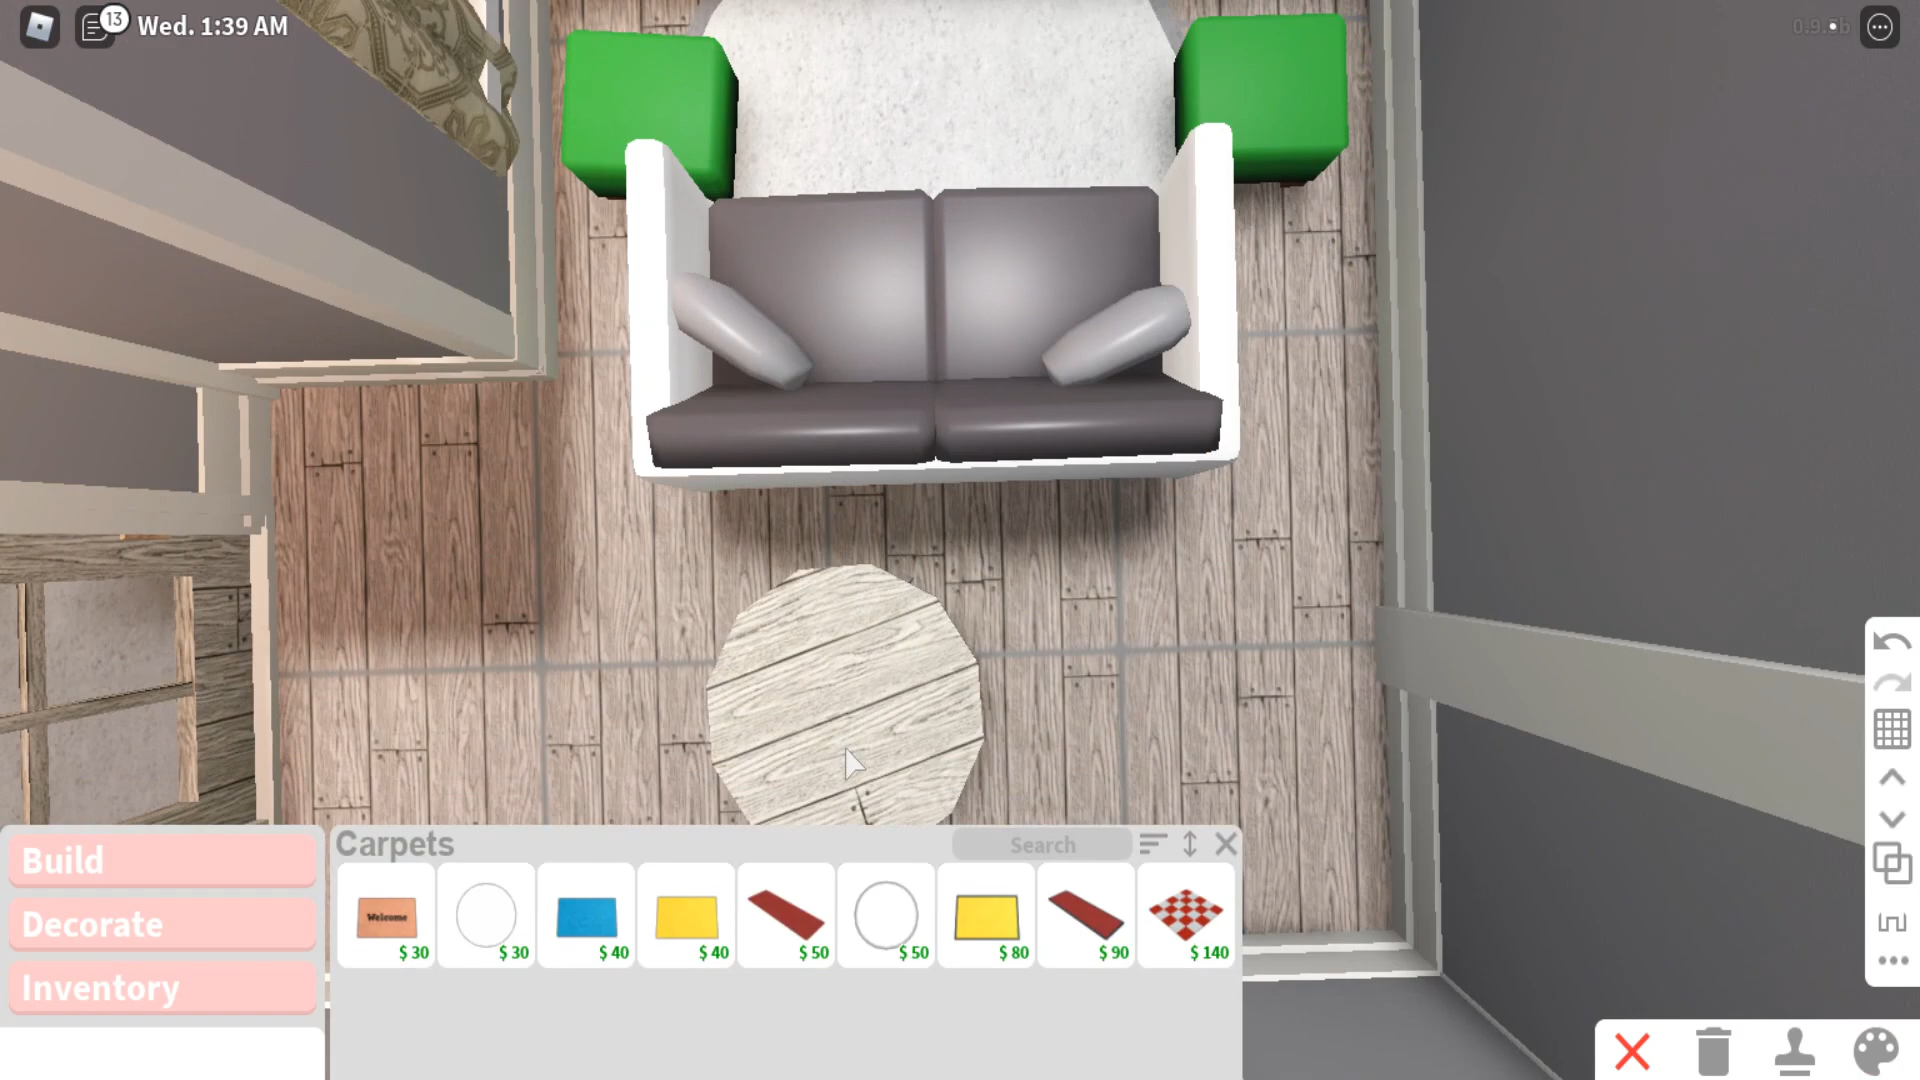 13 Wed. 1:39 AM
Build
Decorate
Inventory
Carpets
Search
Welcome
$ 30
$ 30
$ 40
$ 40
$ 50
$ 50
$ 80
$ 90
$ 140